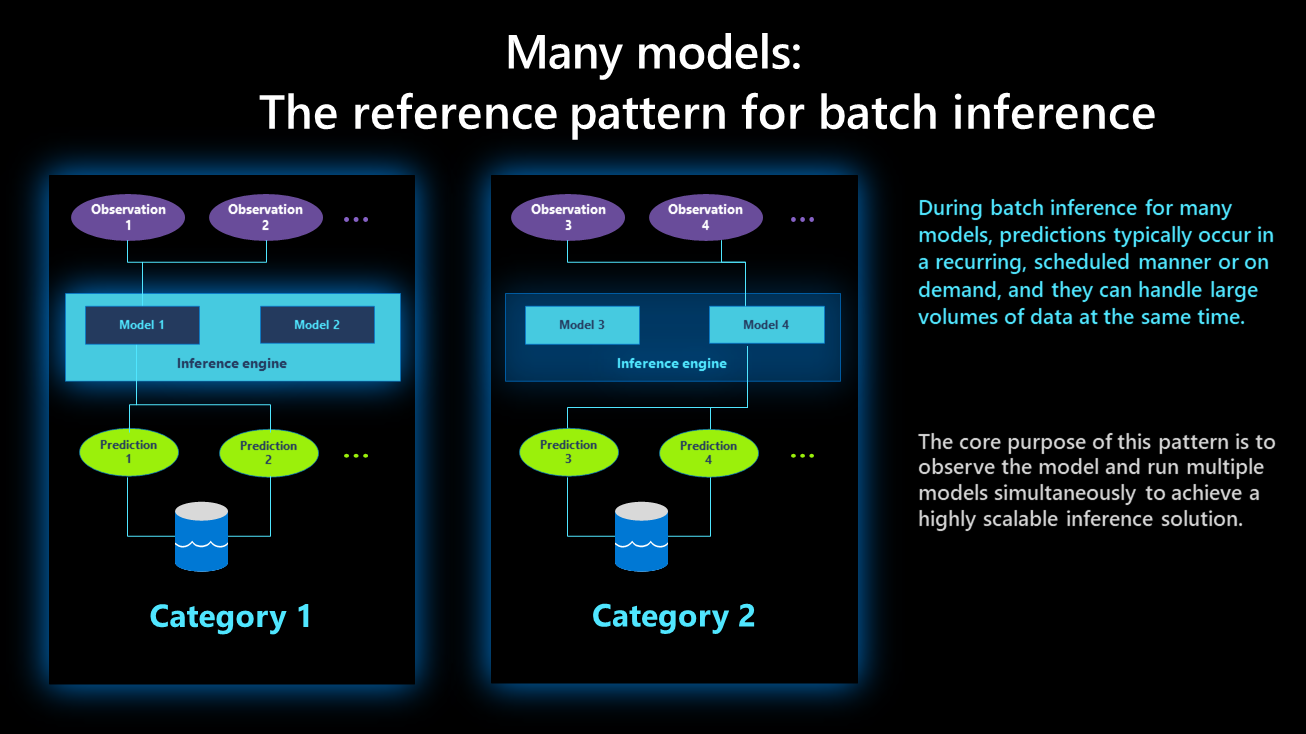 Many models:
The reference pattern for batch inference
Observation
1
Observation
2
...
Model 1
Model 2
Inference engine
Prediction
1
Prediction
2
...
Category 1
Observation
3
Observation
4
...
Model 3
Model 4
Inference engine
Prediction
3
Prediction
4
...
Category 2
During batch inference for many
models, predictions typically occur in
a recurring, scheduled manner or on
demand, and they can handle large
volumes of data at the same time.
The core purpose of this pattern is to
observe the model and run multiple
models simultaneously to achieve a
highly scalable inference solution.